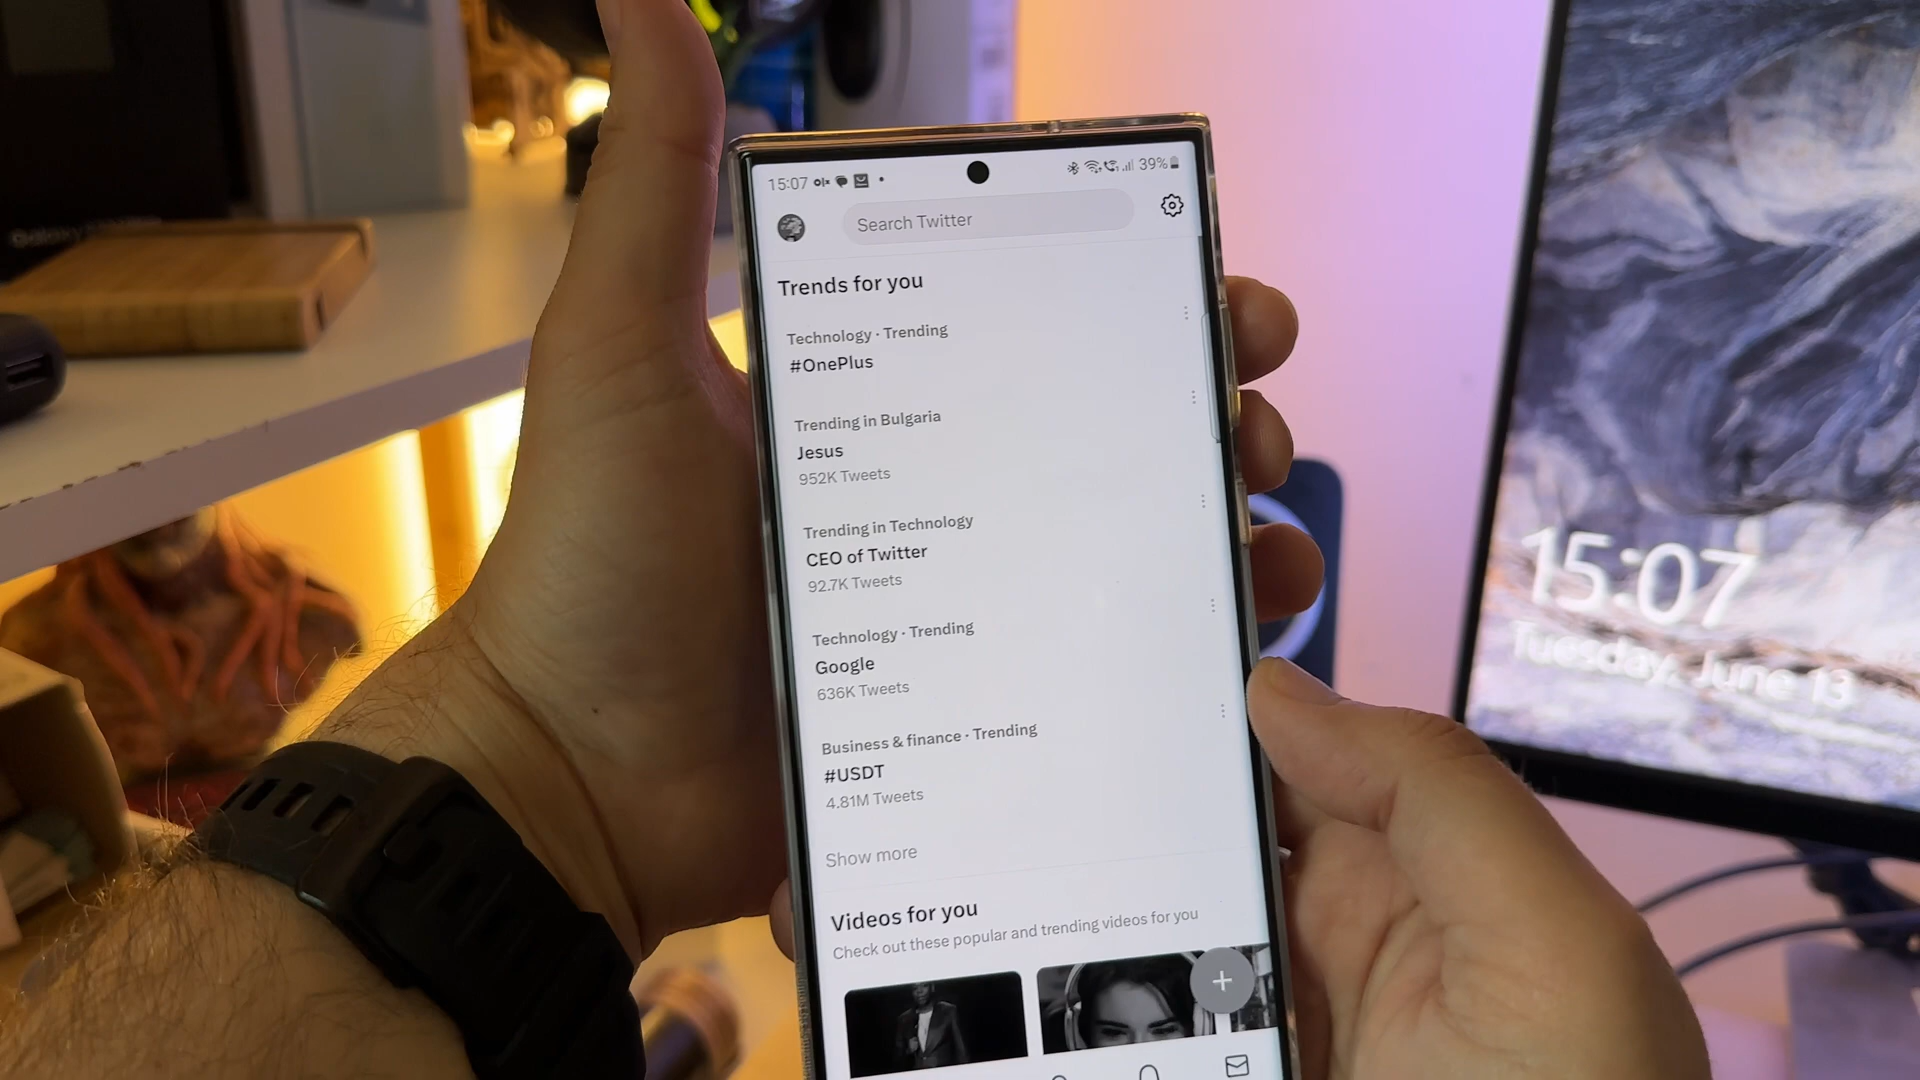 15:07
39%
Search Twitter
Trends for you
Technology · Trending
#OnePlus
Trending in Bulgaria
Jesus
952K Tweets
Trending in Technology
CEO of Twitter
92.7K Tweets
Technology · Trending
Google
636K Tweets
Business & finance · Trending
#USDT
4.81M Tweets
Show more
Videos for you
Check out these popular and trending videos for you
15:07
Tuesday, June 13